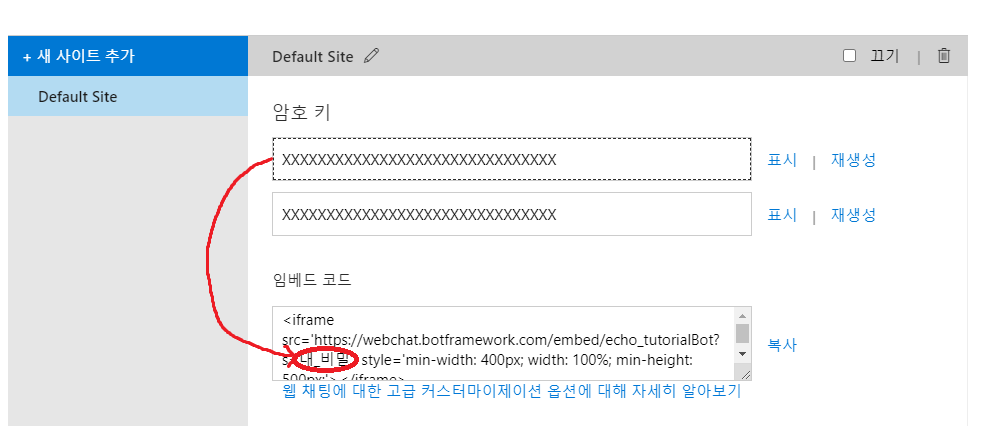 + 새 사이트 추가
Default Site
끄기 |
Default Site
암호 키
XXXXXXXXXXXXXXXXXXXXXXXXXXXXXXX
표시 | 재생성
XXXXXXXXXXXXXXXXXXXXXXXXXXXXXXX
표시 | 재생성
임베드 코드
<iframe
src='https://webchat.botframework.com/embed/echo_tutorialBot?
s=내_비밀' style='min-width: 400px; width: 100%; min-height:
500px;'></iframe>
복사
웹 채팅에 대한 고급 커스터마이제이션 옵션에 대해 자세히 알아보기